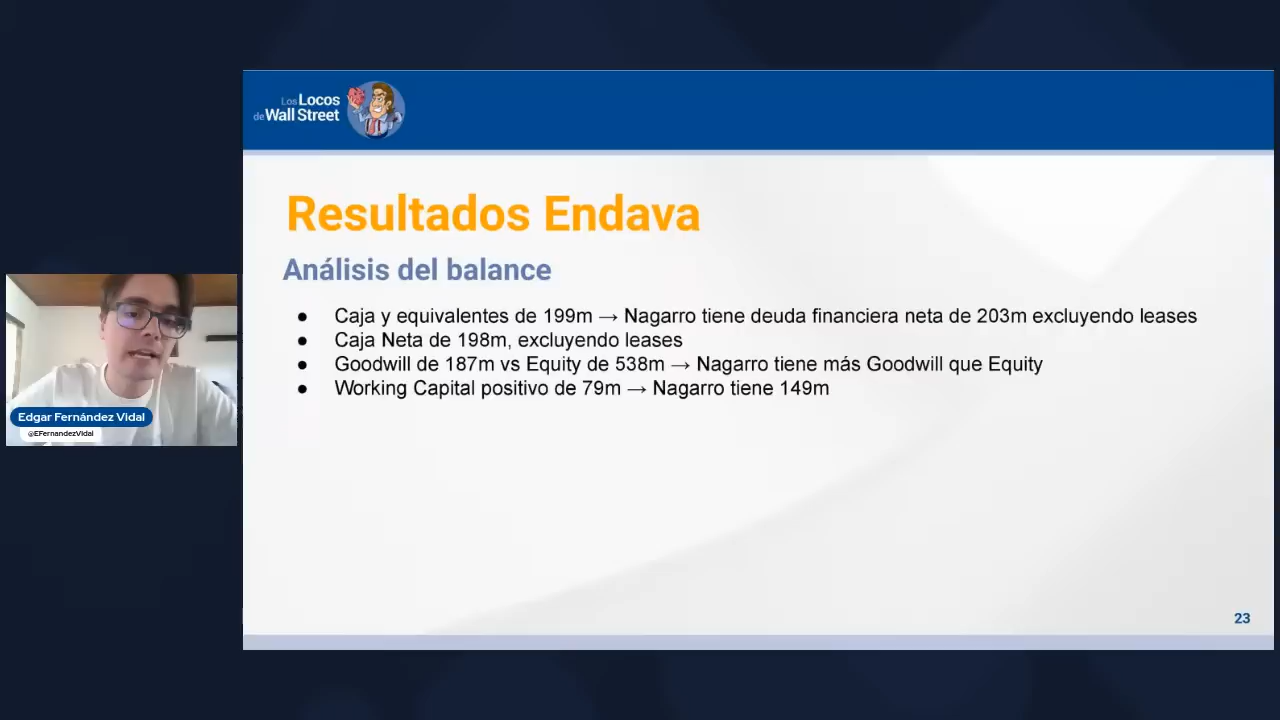 Los Locos
de Wall Street
Resultados Endava
Análisis del balance
● Caja y equivalentes de 199m → Nagarro tiene deuda financiera neta de 203m excluyendo leases
● Caja Neta de 198m, excluyendo leases
● Goodwill de 187m vs Equity de 538m → Nagarro tiene más Goodwill que Equity
● Working Capital positivo de 79m → Nagarro tiene 149m
Edgar Fernández Vidal
@EFernandezVidal
23